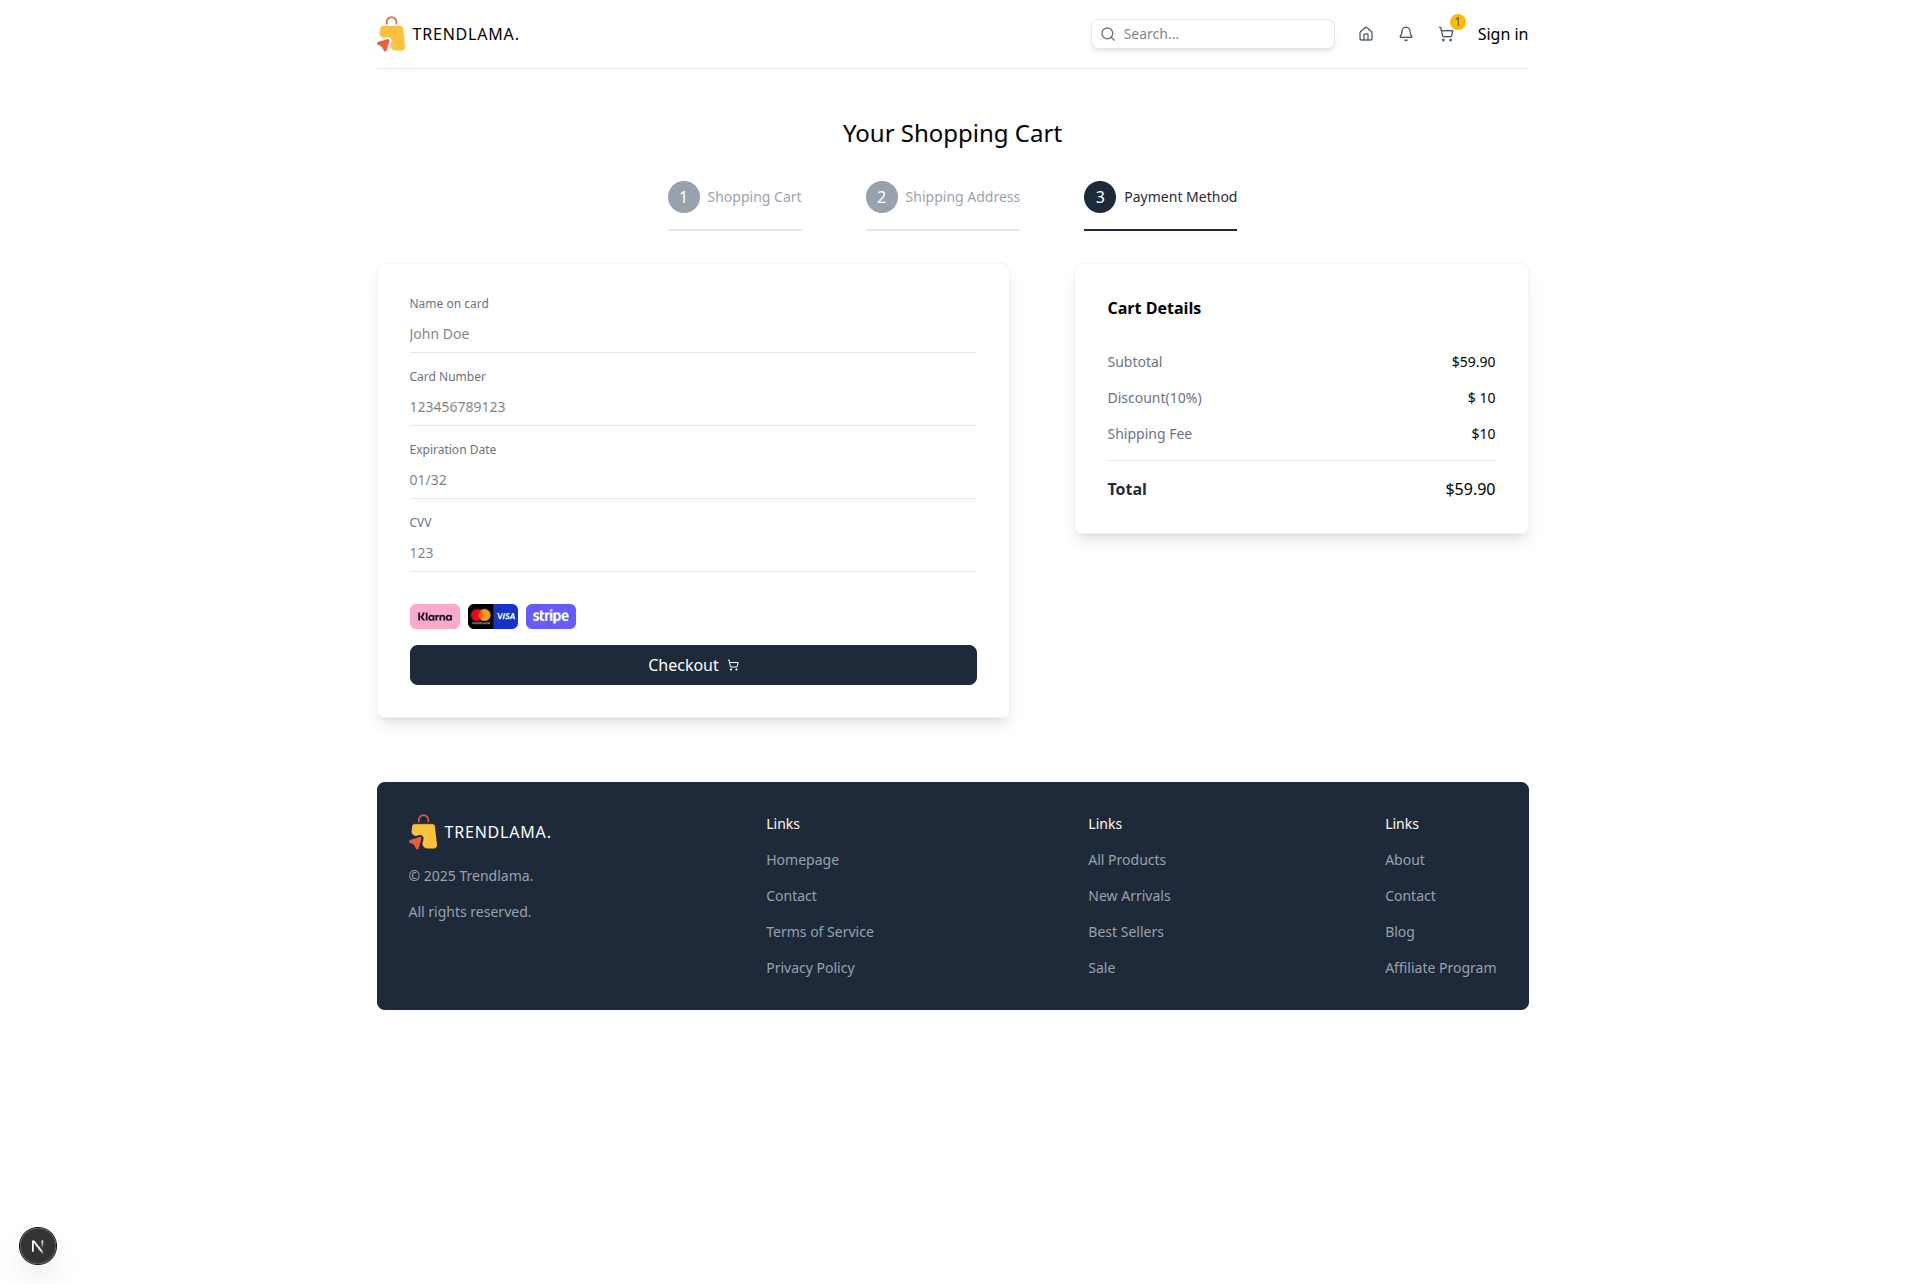 TRENDLAMA.
Search...
1
Sign in
Your Shopping Cart
1 Shopping Cart
2 Shipping Address
3 Payment Method
Name on card
John Doe
Card Number
123456789123
Expiration Date
01/32
CVV
123
Klarna
VISA
stripe
Checkout
Cart Details
Subtotal $59.90
Discount(10%) $ 10
Shipping Fee $10
Total $59.90
TRENDLAMA.
© 2025 Trendlama.
All rights reserved.
Links
Homepage
Contact
Terms of Service
Privacy Policy
Links
All Products
New Arrivals
Best Sellers
Sale
Links
About
Contact
Blog
Affiliate Program
N